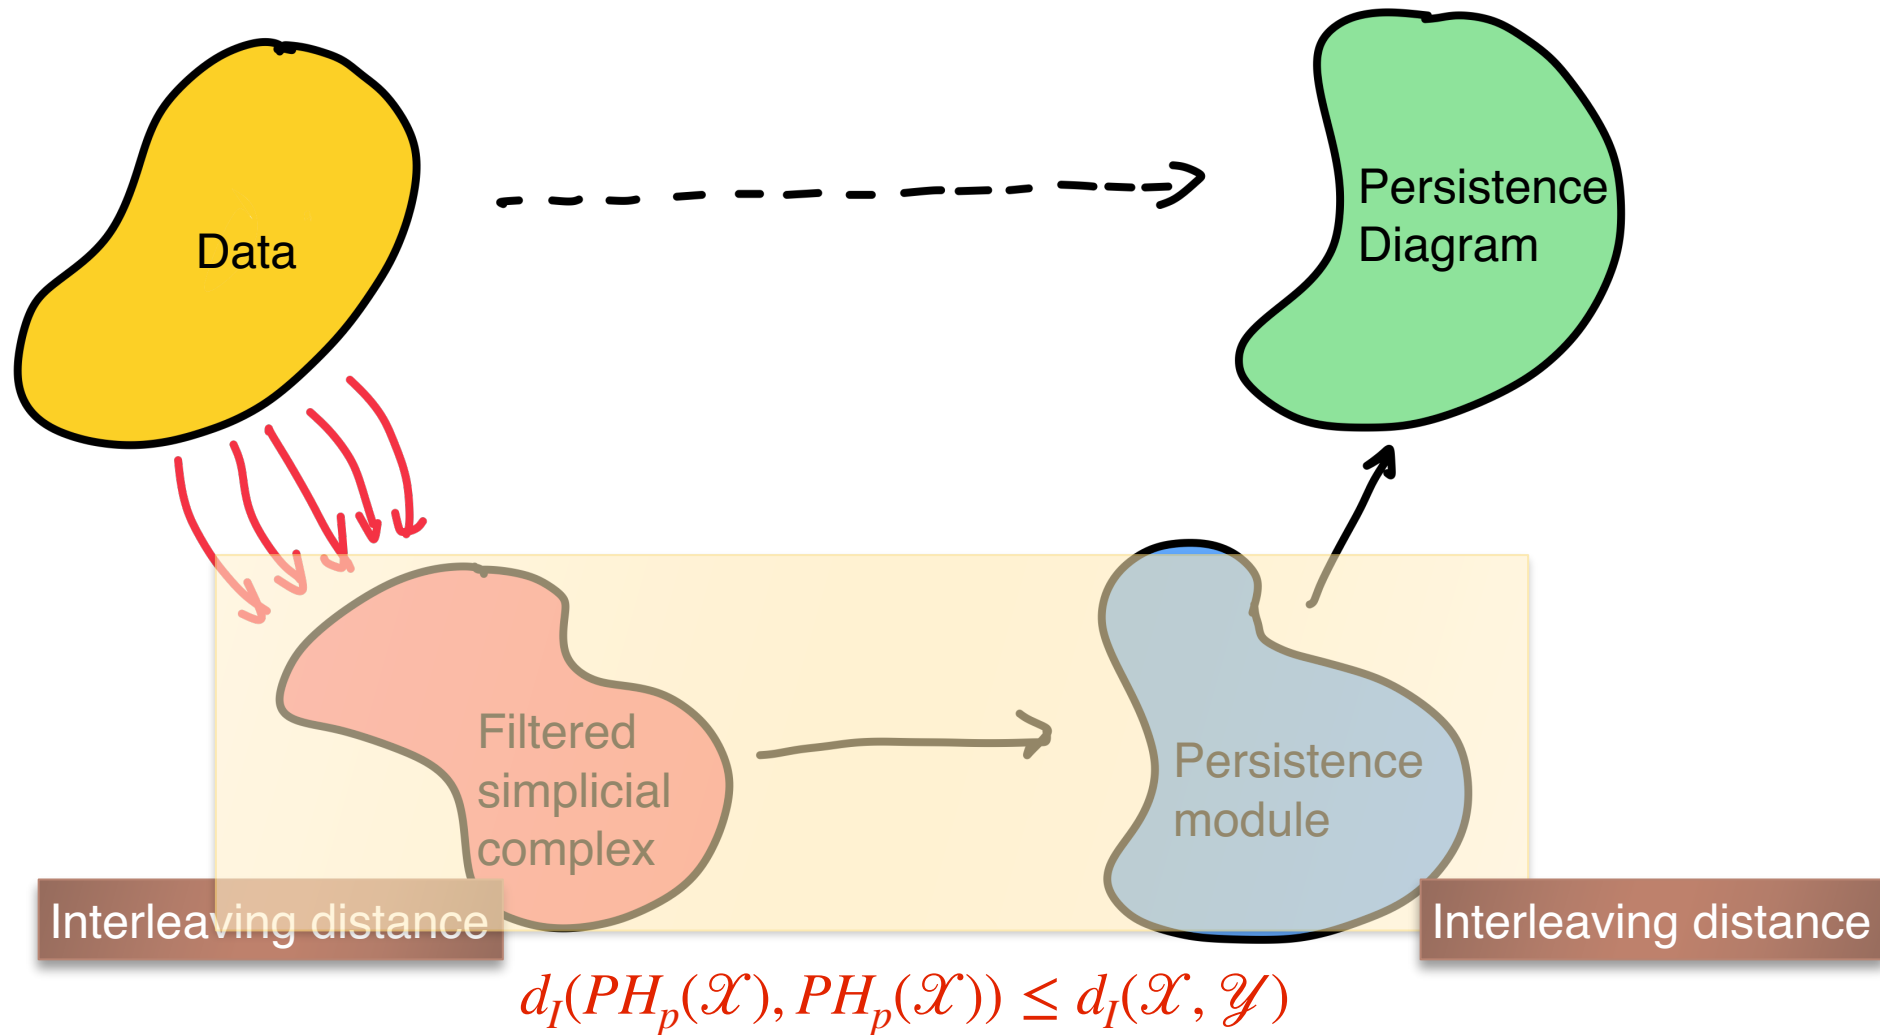 Data
Persistence
Diagram
Filtered
simplicial
complex
Persistence
module
Interleaving distance
Interleaving distance
d_I(PH_p(𝒳), PH_p(𝒳)) ≤ d_I(𝒳, 𝒴)